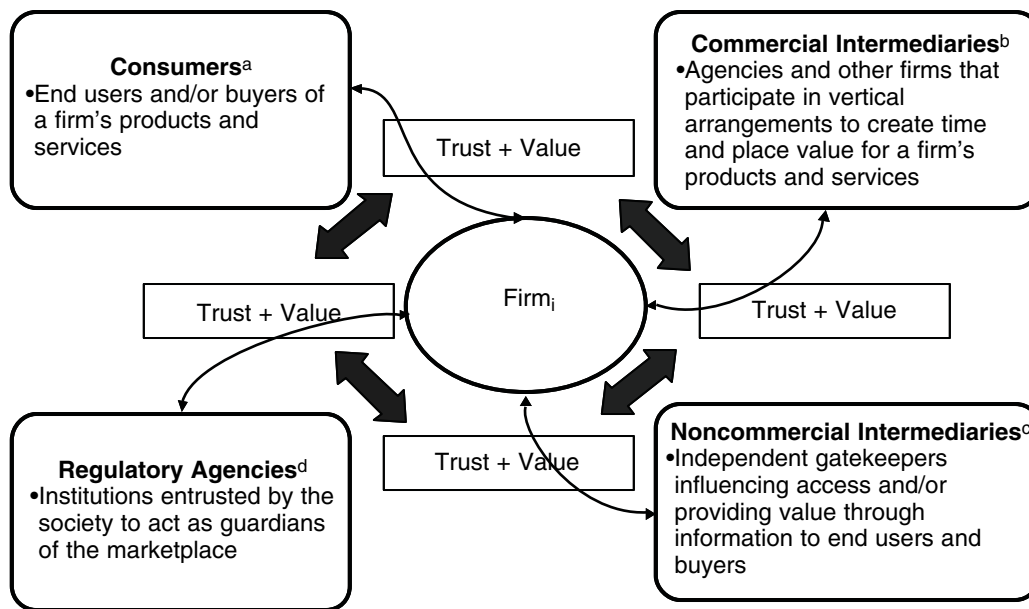 Consumersa
•End users and/or buyers of
a firm's products and
services
Commercial Intermediariesb
•Agencies and other firms that
participate in vertical
arrangements to create time
and place value for a firm's
products and services
Trust + Value
Firmi
Trust + Value
Trust + Value
Trust + Value
Regulatory Agenciesd
•Institutions entrusted by the
society to act as guardians
of the marketplace
Noncommercial Intermediariesc
•Independent gatekeepers
influencing access and/or
providing value through
information to end users and
buyers